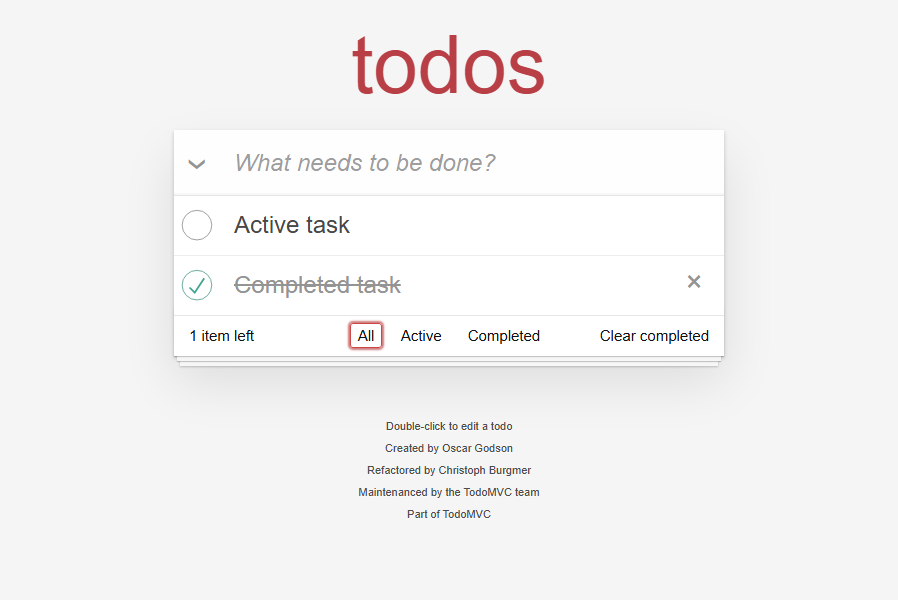 todos
What needs to be done?
Active task
Completed task
1 item left All Active Completed Clear completed
Double-click to edit a todo
Created by Oscar Godson
Refactored by Christoph Burgmer
Maintenanced by the TodoMVC team
Part of TodoMVC